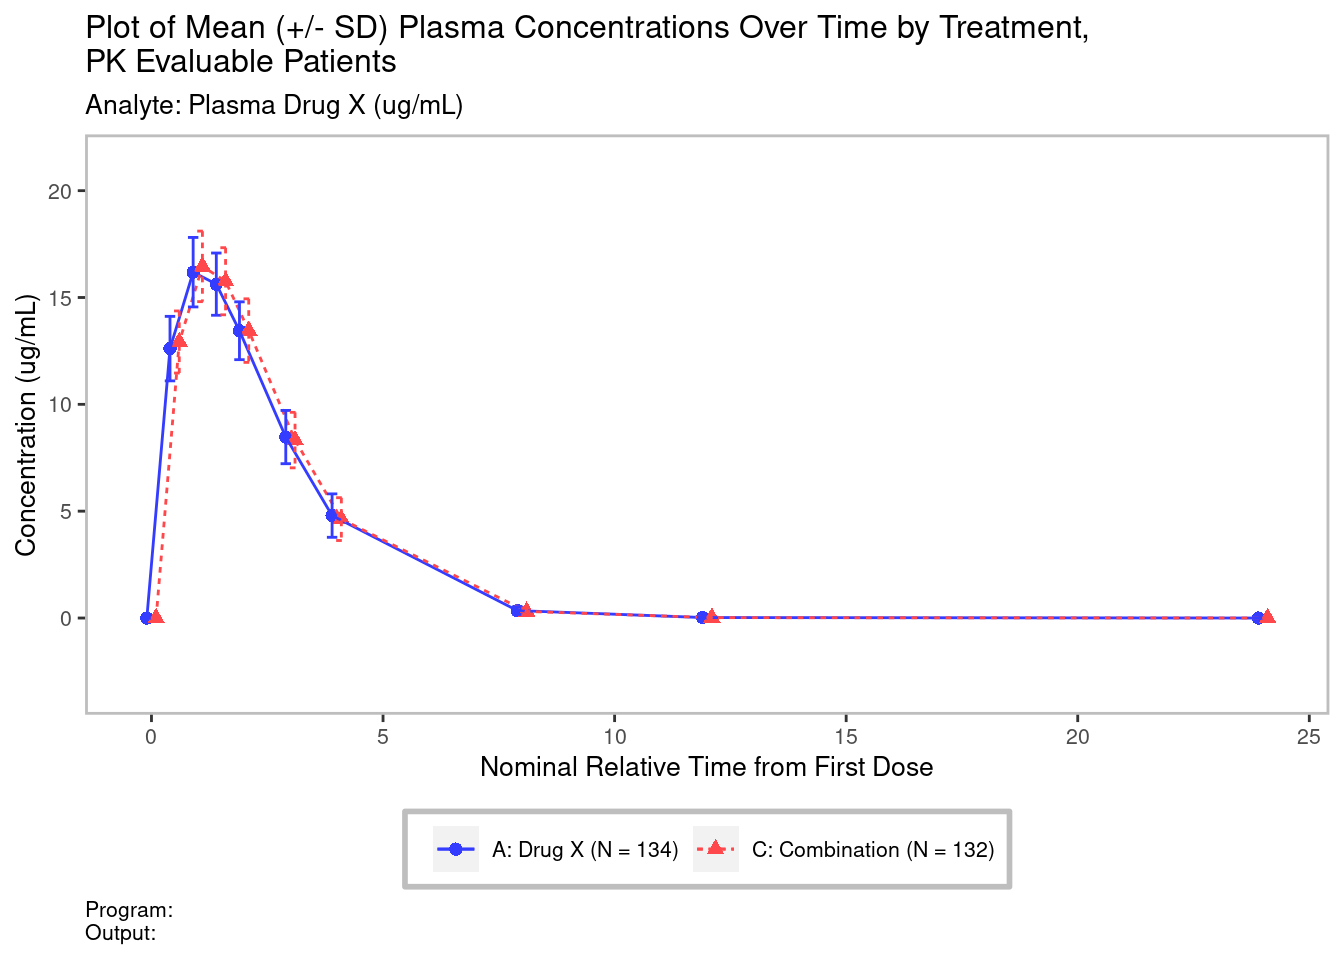 Plot of Mean (+/- SD) Plasma Concentrations Over Time by Treatment,
PK Evaluable Patients
Analyte: Plasma Drug X (ug/mL)
Concentration (ug/mL)
20
15
10
5
0
0 5 10 15 20 25
Nominal Relative Time from First Dose
A: Drug X (N = 134) C: Combination (N = 132)
Program:
Output: